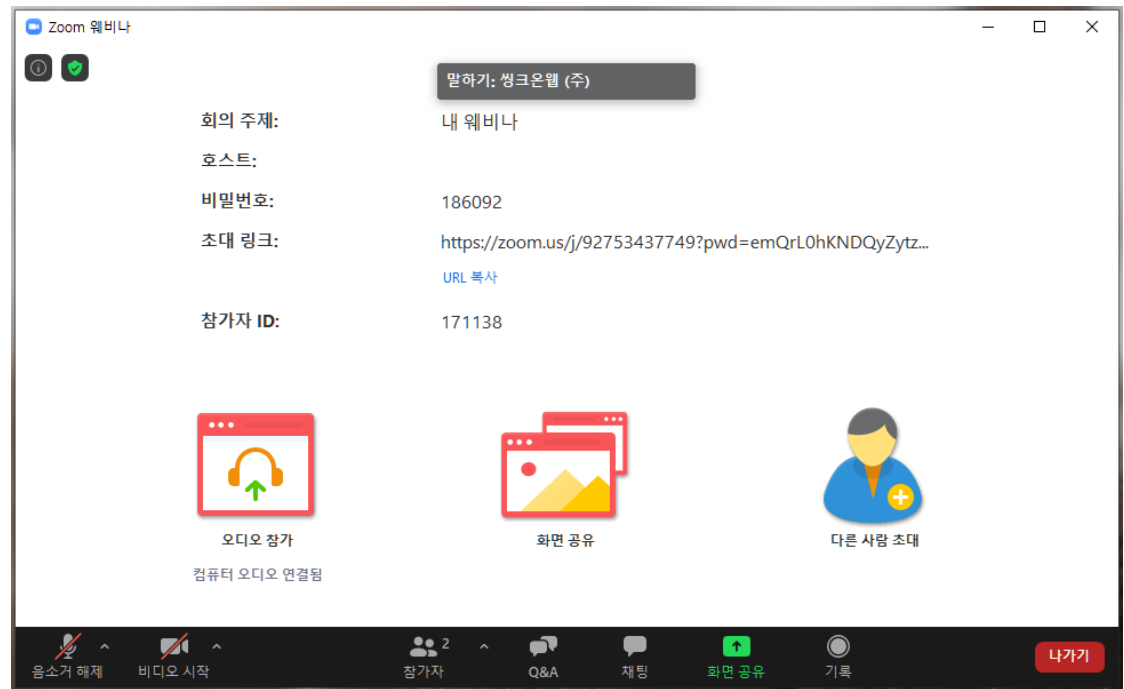 Zoom 웨비나
말하기: 씽크온웹 (주)
회의 주제: 내 웨비나
호스트:
비밀번호: 186092
초대 링크: https://zoom.us/j/92753437749?pwd=emQrL0hKNDQyZytz...
URL 복사
참가자 ID: 171138
오디오 참가 화면 공유 다른 사람 초대
컴퓨터 오디오 연결됨
2
음소거 해제 비디오 시작 참가자 Q&A 채팅 화면 공유 기록 나가기